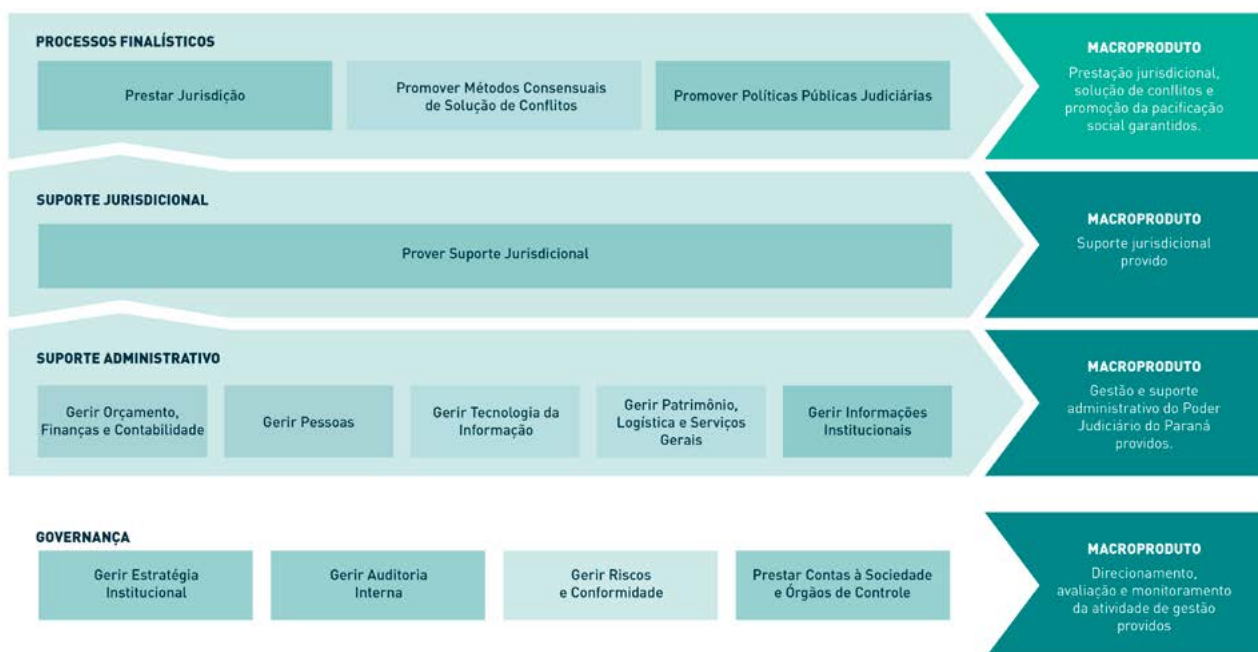 PROCESSOS FINALÍSTICOS
Prestar Jurisdição
Promover Métodos Consensuais
de Solução de Conflitos
Promover Políticas Públicas Judiciárias
MACROPRODUTO
Prestação jurisdicional,
solução de conflitos e
promoção da pacificação
social garantidos.
SUPORTE JURISDICIONAL
Prover Suporte Jurisdicional
MACROPRODUTO
Suporte jurisdicional
provido
SUPORTE ADMINISTRATIVO
Gerir Orçamento,
Finanças e Contabilidade
Gerir Pessoas
Gerir Tecnologia da
Informação
Gerir Patrimônio,
Logística e Serviços
Gerais
Gerir Informações
Institucionais
MACROPRODUTO
Gestão e suporte
administrativo do Poder
Judiciário do Paraná
providos.
GOVERNANÇA
Gerir Estratégia
Institucional
Gerir Auditoria
Interna
Gerir Riscos
e Conformidade
Prestar Contas à Sociedade
e Órgãos de Controle
MACROPRODUTO
Direcionamento,
avaliação e monitoramento
da atividade de gestão
providos